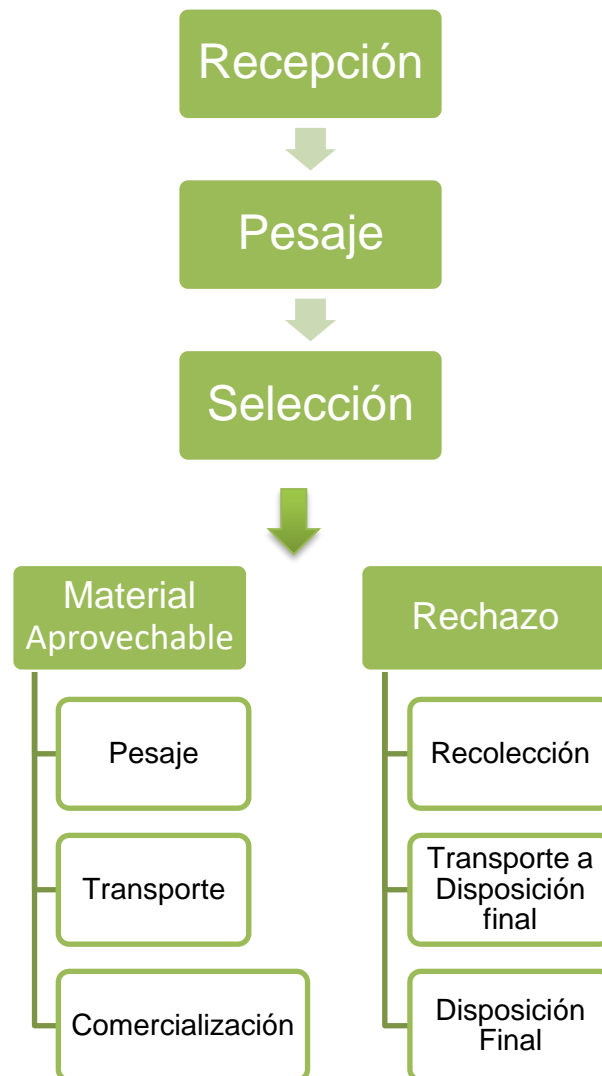 Recepción
Pesaje
Selección
Material
Aprovechable
Pesaje
Transporte
Comercialización
Rechazo
Recolección
Transporte a
Disposición
final
Disposición
Final